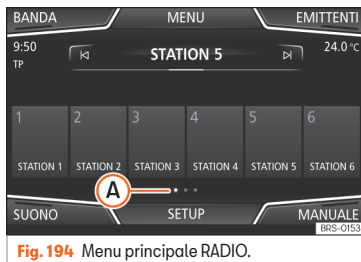 BANDA MENU EMITTENTI
9:50 STATION 5 24.0 °C
TP
1 2 3 4 5 6
STATION 1 STATION 2 STATION 3 STATION 4 STATION 5 STATION 6
A
SUONO SETUP MANUALE
BRS-0153
Fig. 194 Menu principale RADIO.